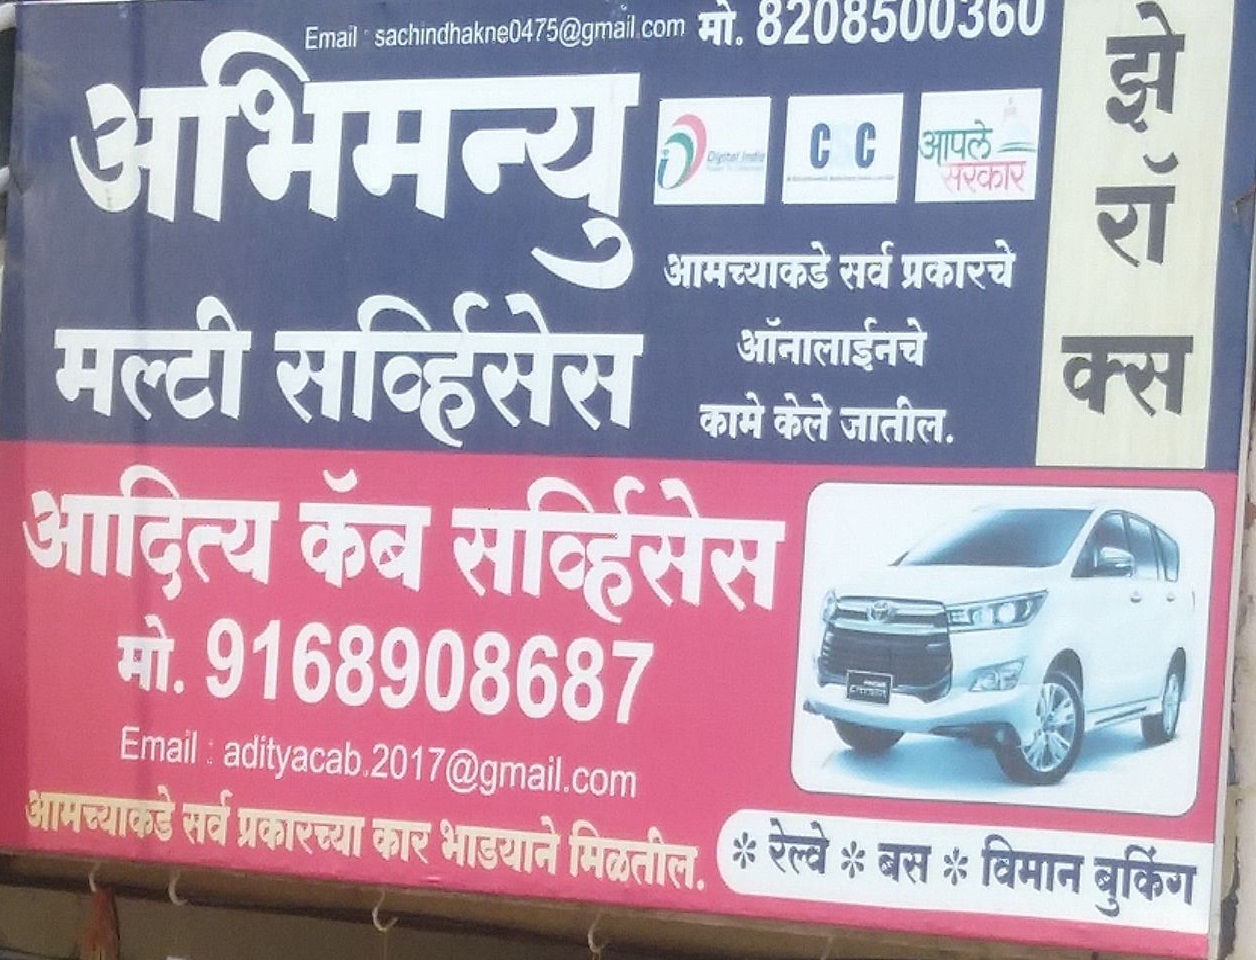 Email : sachindhakne0475@gmail.com मो. 8208500360
अभिमन्यु
मल्टी सर्व्हिसेस
Digital India
CSC
आपले
सरकार
आमच्याकडे सर्व प्रकारचे
ऑनालाईनचे
कामे केले जातील.
झे
रॉ
क्स
आदित्य कॅब सर्व्हिसेस
मो. 9168908687
Email : adityacab.2017@gmail.com
आमच्याकडे सर्व प्रकारच्या कार भाडयाने मिळतील.
* रेल्वे * बस * विमान बुकिंग